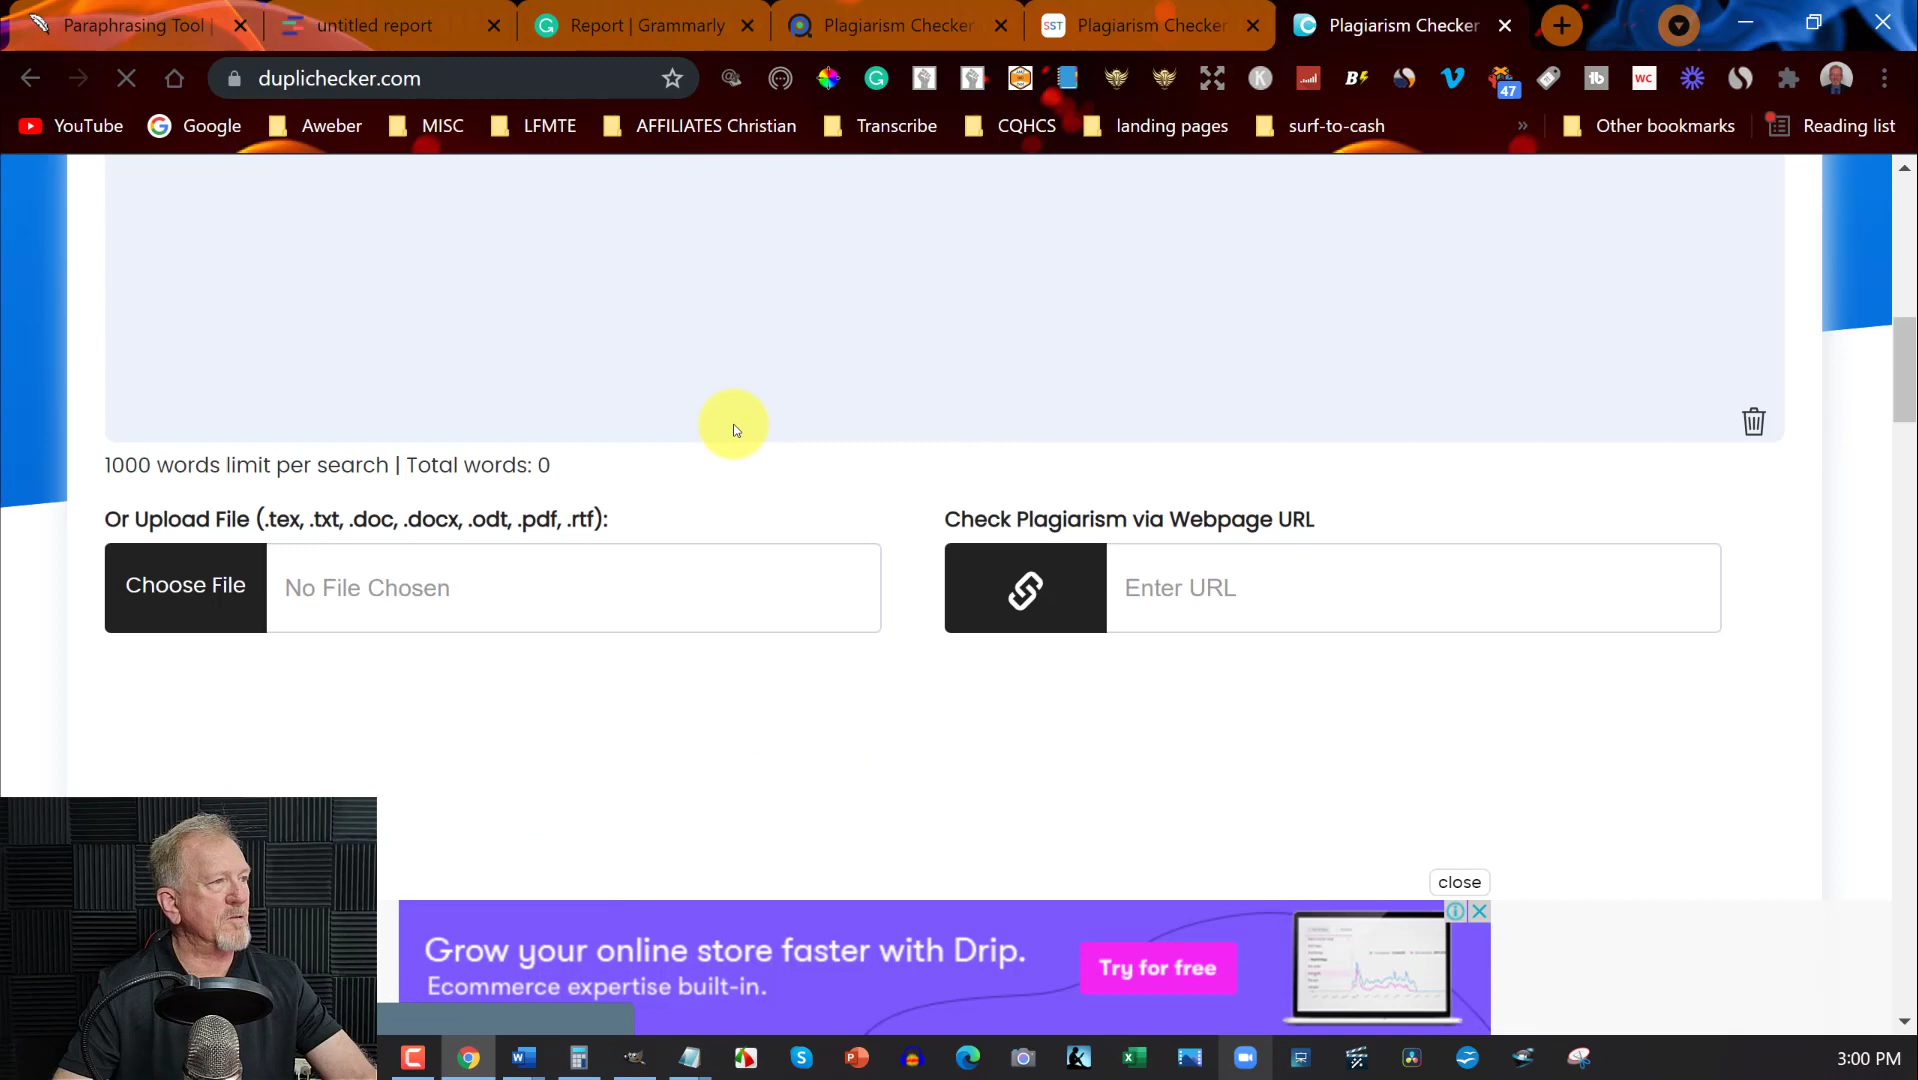 Paraphrasing Tool |
untitled report
Report | Grammarly
Plagiarism Checker
SST
Plagiarism Checker
Plagiarism Checker
duplichecker.com
47
YouTube
Google
Aweber
MISC
LFMTE
AFFILIATES Christian
Transcribe
CQHCS
landing pages
surf-to-cash
»
Other bookmarks
Reading list
1000 words limit per search | Total words: 0
Or Upload File (.tex, .txt, .doc, .docx, .odt, .pdf, .rtf):
Check Plagiarism via Webpage URL
Choose File
No File Chosen
Enter URL
close
Grow your online store faster with Drip.
Ecommerce expertise built-in.
Try for free
3:00 PM